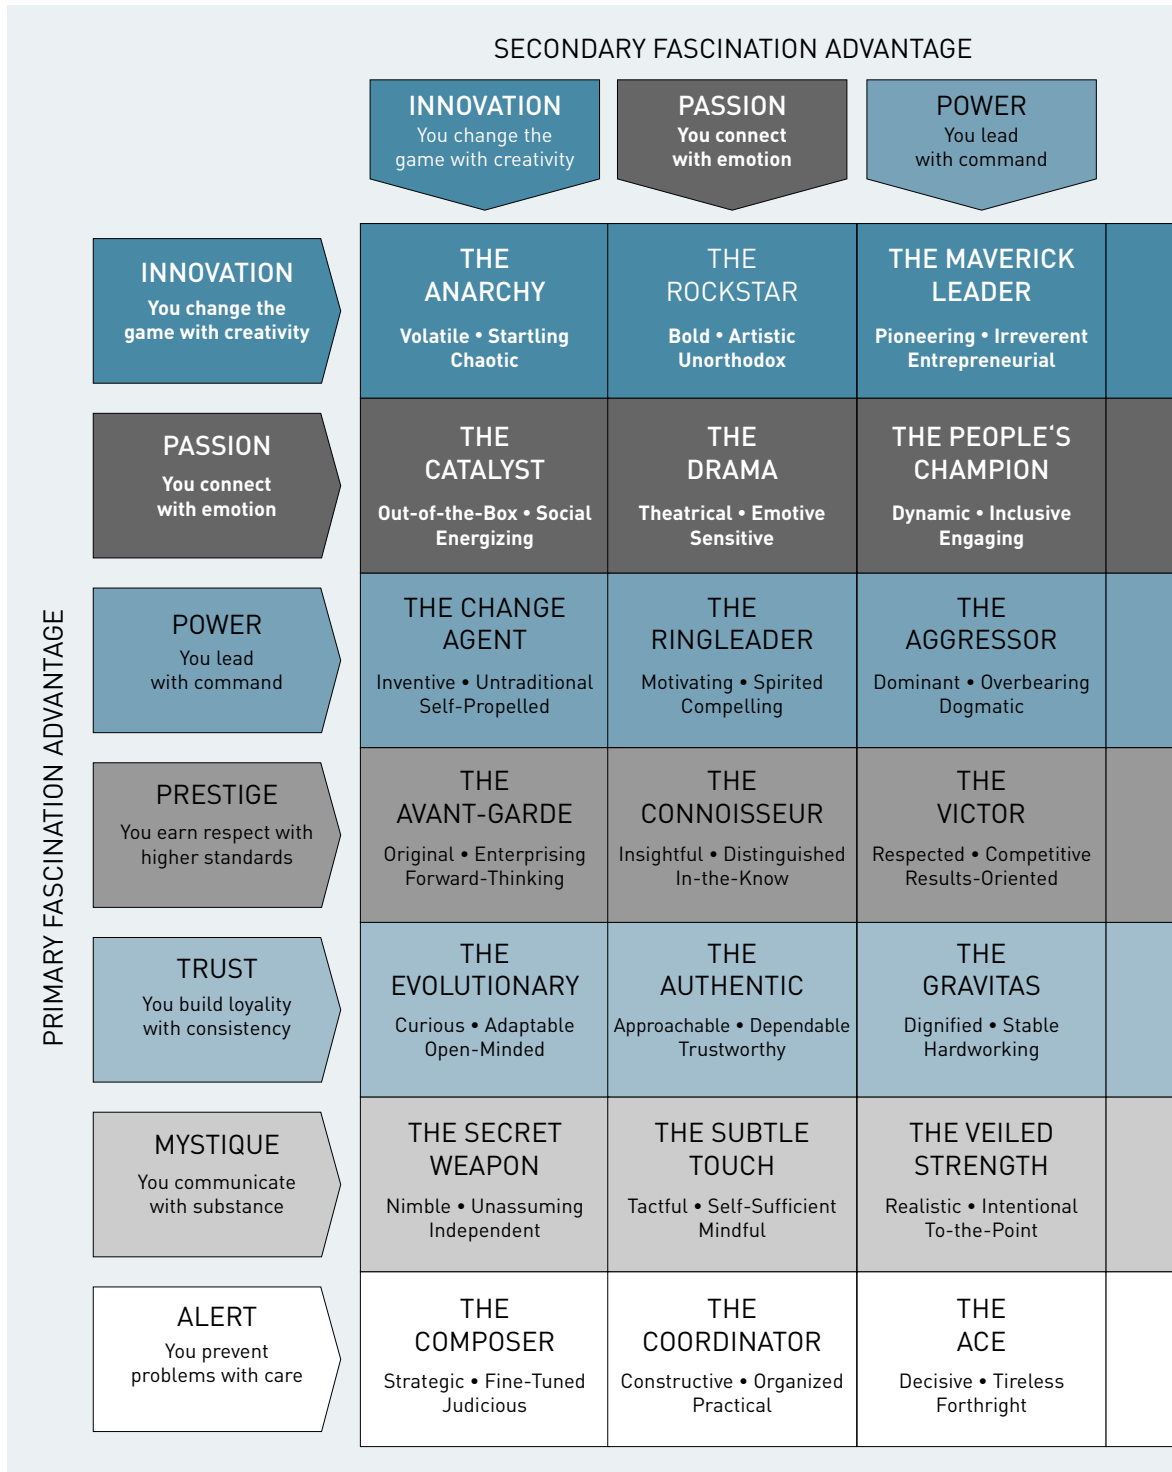 SECONDARY FASCINATION ADVANTAGE
INNOVATION
You change the
game with creativity
PASSION
You connect
with emotion
POWER
You lead
with command
PRIMARY FASCINATION ADVANTAGE
INNOVATION
You change the
game with creativity
THE
ANARCHY
Volatile • Startling
Chaotic
THE
ROCKSTAR
Bold • Artistic
Unorthodox
THE MAVERICK
LEADER
Pioneering • Irreverent
Entrepreneurial
PASSION
You connect
with emotion
THE
CATALYST
Out-of-the-Box • Social
Energizing
THE
DRAMA
Theatrical • Emotive
Sensitive
THE PEOPLE‘S
CHAMPION
Dynamic • Inclusive
Engaging
POWER
You lead
with command
THE CHANGE
AGENT
Inventive • Untraditional
Self-Propelled
THE
RINGLEADER
Motivating • Spirited
Compelling
THE
AGGRESSOR
Dominant • Overbearing
Dogmatic
PRESTIGE
You earn respect with
higher standards
THE
AVANT-GARDE
Original • Enterprising
Forward-Thinking
THE
CONNOISSEUR
Insightful • Distinguished
In-the-Know
THE
VICTOR
Respected • Competitive
Results-Oriented
TRUST
You build loyality
with consistency
THE
EVOLUTIONARY
Curious • Adaptable
Open-Minded
THE
AUTHENTIC
Approachable • Dependable
Trustworthy
THE
GRAVITAS
Dignified • Stable
Hardworking
MYSTIQUE
You communicate
with substance
THE SECRET
WEAPON
Nimble • Unassuming
Independent
THE SUBTLE
TOUCH
Tactful • Self-Sufficient
Mindful
THE VEILED
STRENGTH
Realistic • Intentional
To-the-Point
ALERT
You prevent
problems with care
THE
COMPOSER
Strategic • Fine-Tuned
Judicious
THE
COORDINATOR
Constructive • Organized
Practical
THE
ACE
Decisive • Tireless
Forthright